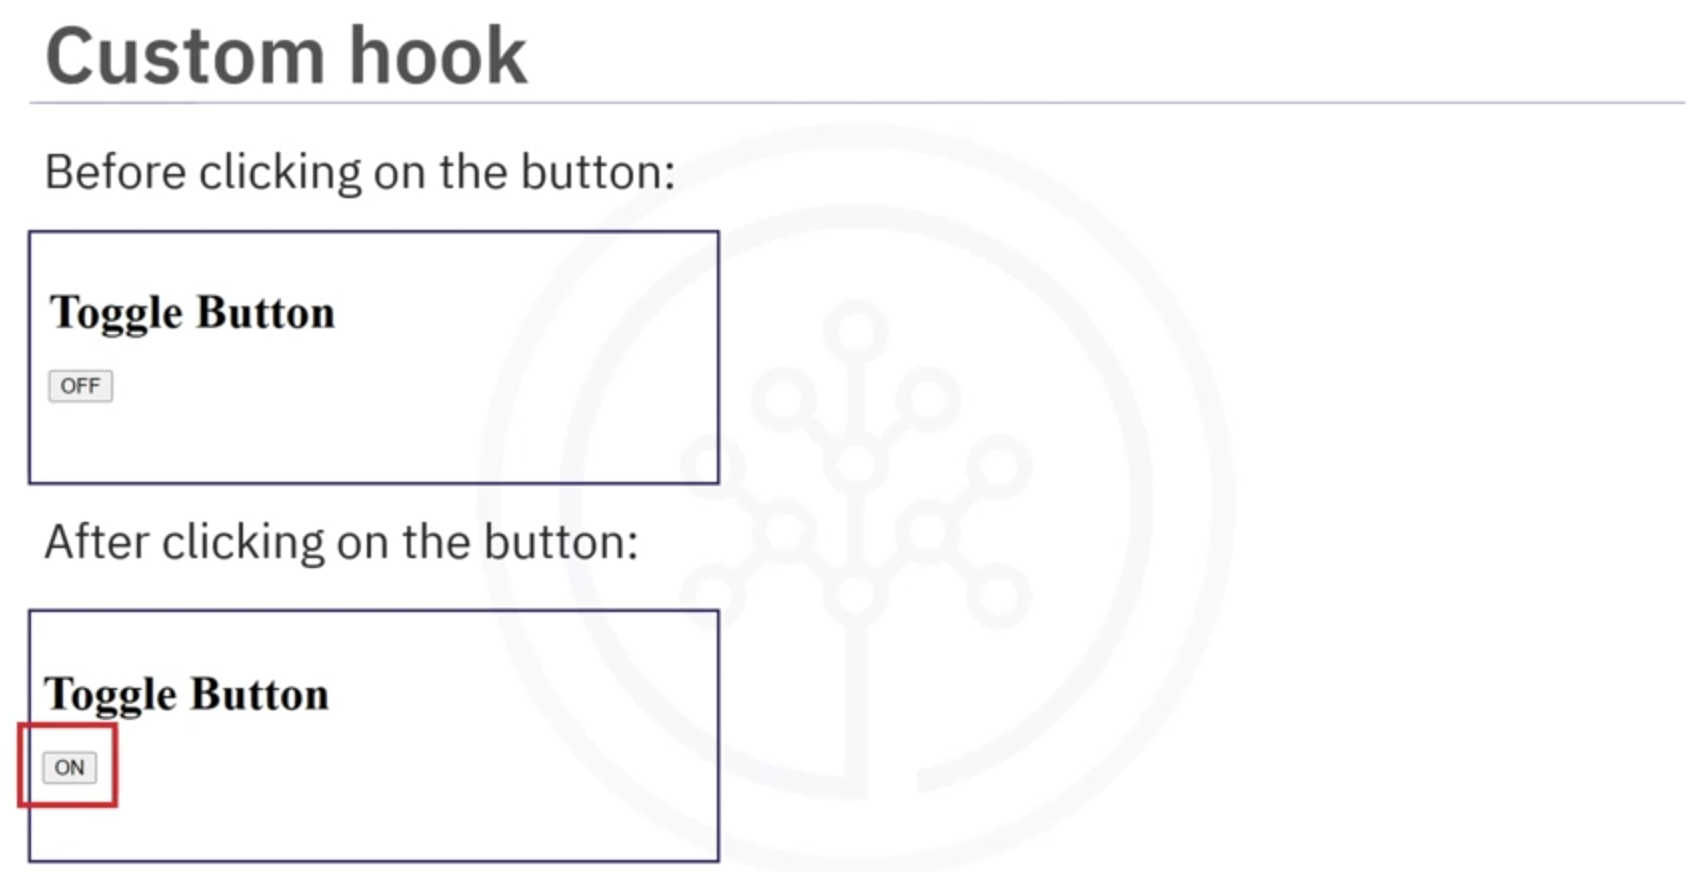 Custom hook
Before clicking on the button:
Toggle Button
OFF
After clicking on the button:
Toggle Button
ON